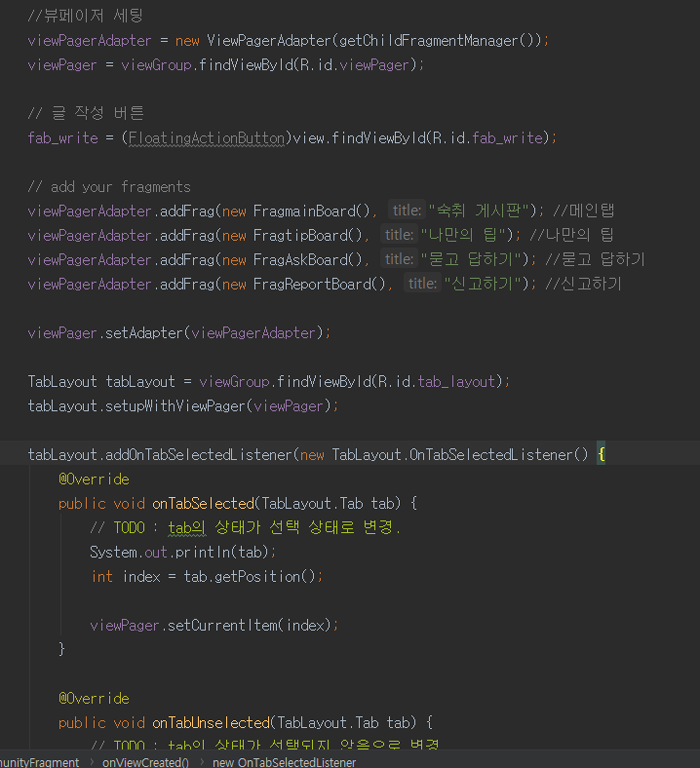 //뷰페이저 세팅
viewPagerAdapter = new ViewPagerAdapter(getChildFragmentManager());
viewPager = viewGroup.findViewById(R.id.viewPager);
// 글 작성 버튼
fab_write = (FloatingActionButton)view.findViewById(R.id.fab_write);
// add your fragments
viewPagerAdapter.addFrag(new FragmainBoard(), title: "숙취 게시판"); //메인탭
viewPagerAdapter.addFrag(new FragtipBoard(), title: "나만의 팁"); //나만의 팁
viewPagerAdapter.addFrag(new FragAskBoard(), title: "묻고 답하기"); //묻고 답하기
viewPagerAdapter.addFrag(new FragReportBoard(), title: "신고하기"); //신고하기
viewPager.setAdapter(viewPagerAdapter);
TabLayout tabLayout = viewGroup.findViewById(R.id.tab_layout);
tabLayout.setupWithViewPager(viewPager);
tabLayout.addOnTabSelectedListener(new TabLayout.OnTabSelectedListener() {
@Override
public void onTabSelected(TabLayout.Tab tab) {
// TODO : tab의 상태가 선택 상태로 변경.
System.out.println(tab);
int index = tab.getPosition();
viewPager.setCurrentItem(index);
}
@Override
public void onTabUnselected(TabLayout.Tab tab) {
// TODO : tab의 상태가 선택되지 않음으로 변경
munityFragment > onViewCreated() > new OnTabSelectedListener